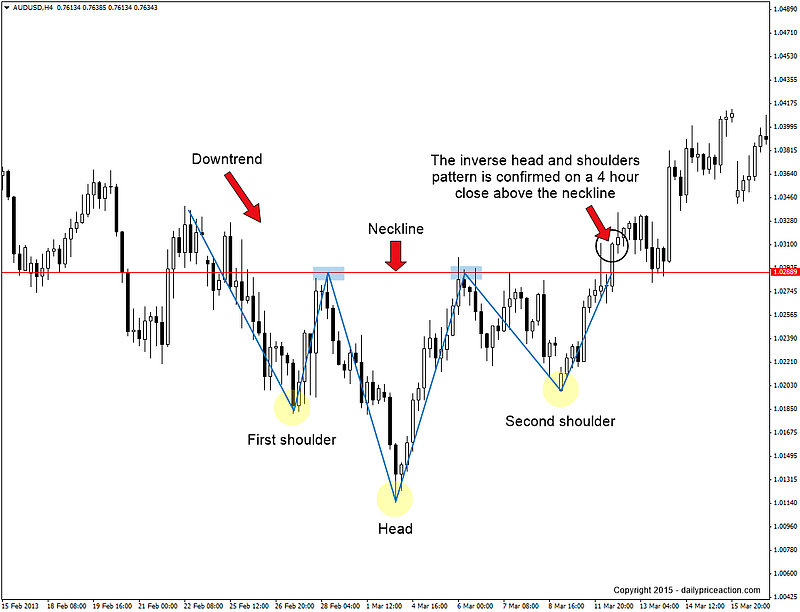 AUDUSD,H4 0.76134 0.76385 0.76134 0.76343
1.04890
1.04710
1.04530
1.04355
1.04175
1.03995
1.03815
1.03640
1.03460
1.03280
1.03100
1.02889
1.02745
1.02565
1.02390
1.02210
1.02030
1.01850
1.01675
1.01495
1.01315
1.01140
1.00960
1.00780
1.00600
1.00425
Downtrend
The inverse head and shoulders
pattern is confirmed on a 4 hour
close above the neckline
Neckline
First shoulder
Second shoulder
Head
Copyright 2015 - dailypriceaction.com
15 Feb 2013 18 Feb 08:00 19 Feb 16:00 21 Feb 00:00 22 Feb 08:00 25 Feb 12:00 26 Feb 20:00 28 Feb 04:00 1 Mar 12:00 4 Mar 16:00 6 Mar 00:00 7 Mar 08:00 8 Mar 16:00 11 Mar 20:00 13 Mar 04:00 14 Mar 12:00 15 Mar 20:00